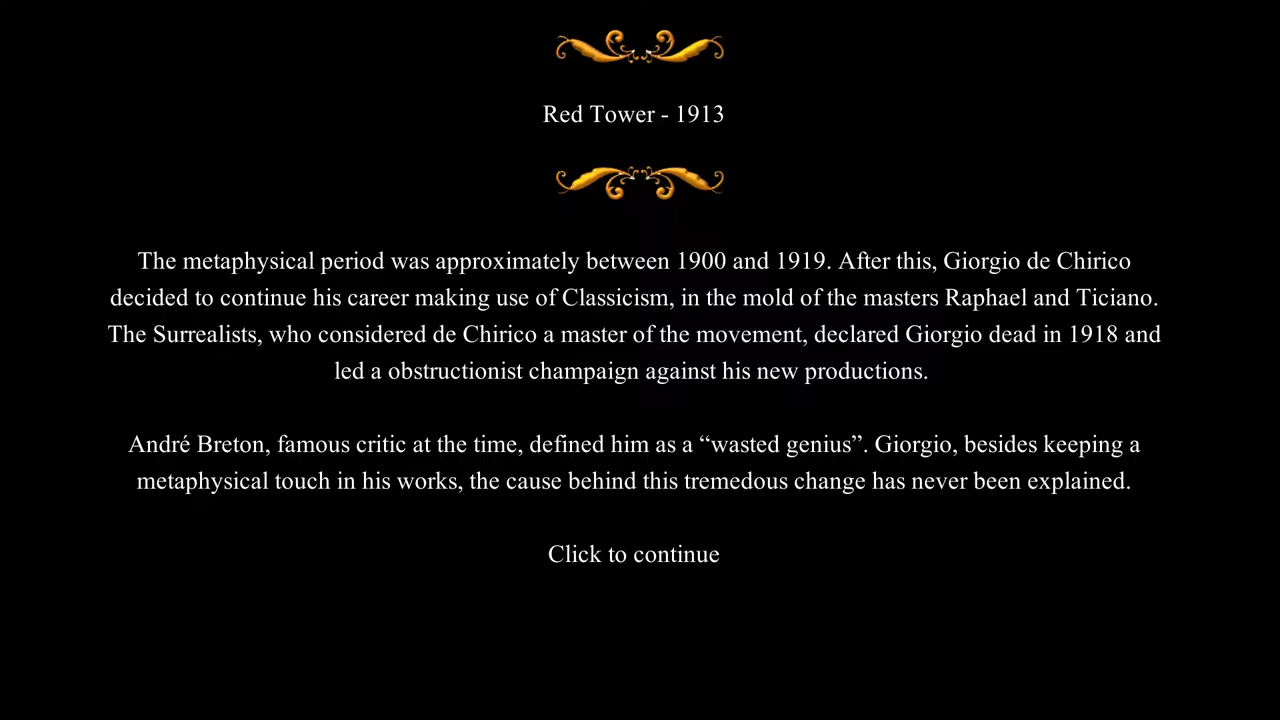 Red Tower - 1913
The metaphysical period was approximately between 1900 and 1919. After this, Giorgio de Chirico
decided to continue his career making use of Classicism, in the mold of the masters Raphael and Ticiano.
The Surrealists, who considered de Chirico a master of the movement, declared Giorgio dead in 1918 and
led a obstructionist champaign against his new productions.
André Breton, famous critic at the time, defined him as a “wasted genius”. Giorgio, besides keeping a
metaphysical touch in his works, the cause behind this tremedous change has never been explained.
Click to continue